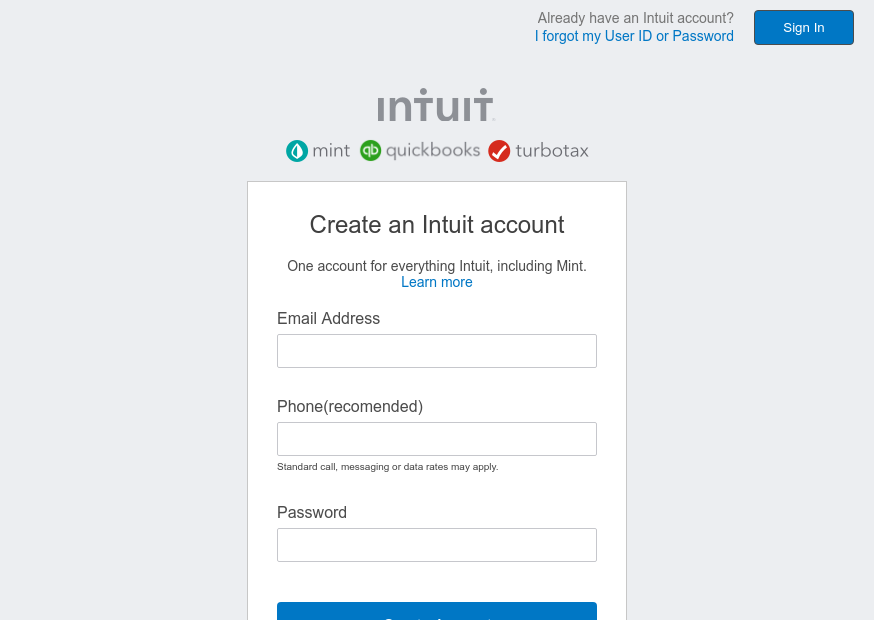 Already have an Intuit account?
I forgot my User ID or Password
Sign In
intuit
mint
qb quickbooks
turbotax
Create an Intuit account
One account for everything Intuit, including Mint.
Learn more
Email Address
Phone(recomended)
Standard call, messaging or data rates may apply.
Password